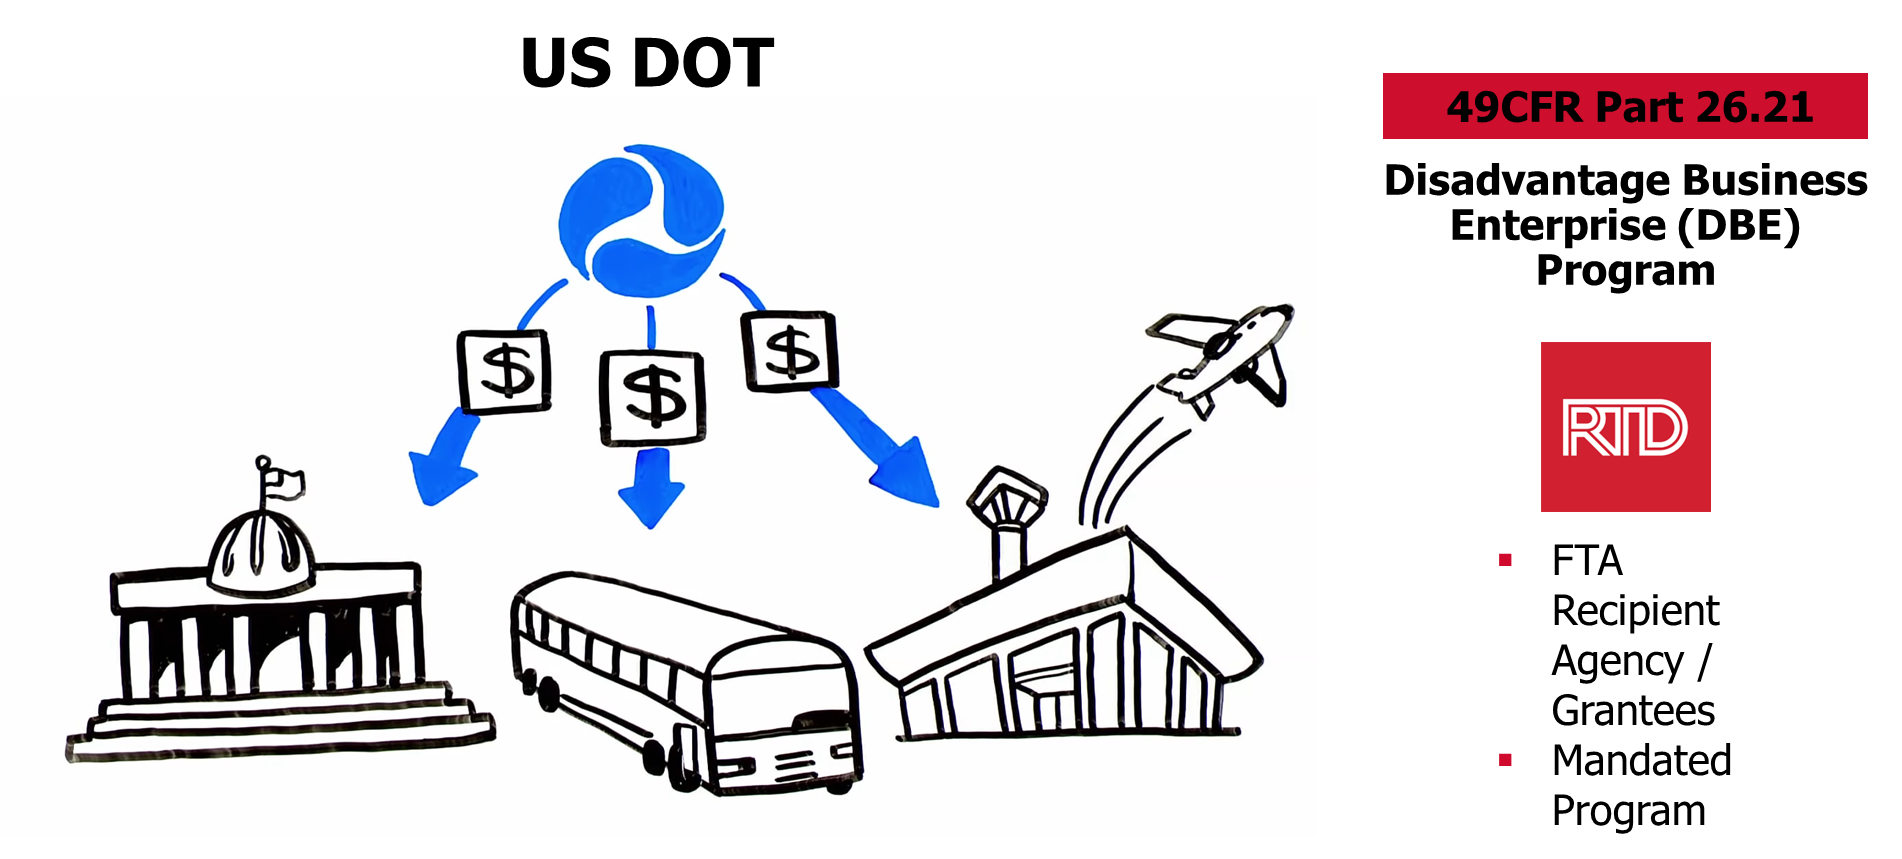 US DOT
$
$
$
49CFR Part 26.21
Disadvantage Business
Enterprise (DBE)
Program
RTD
▪ FTA
Recipient
Agency /
Grantees
▪ Mandated
Program